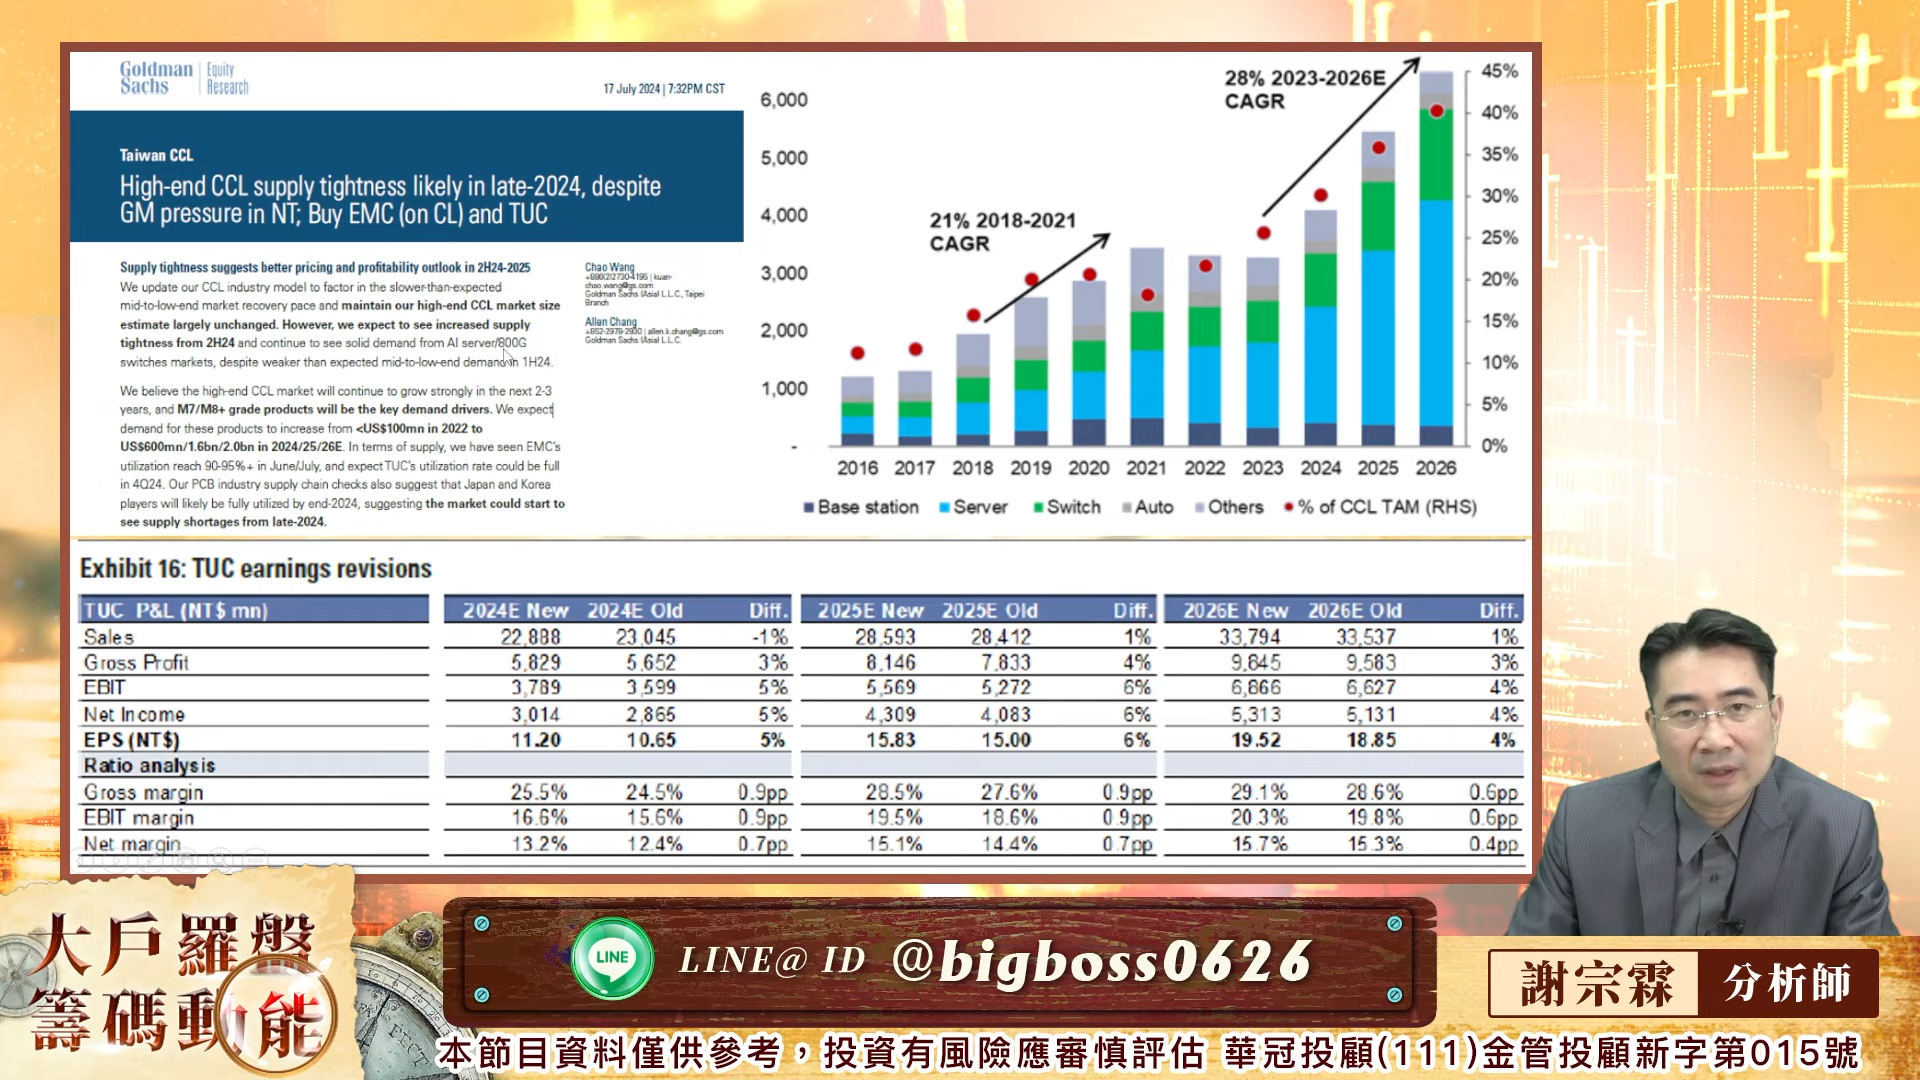 Goldman Sachs
Equity Research
17 July 2024 | 7:32PM CST
Taiwan CCL
High-end CCL supply tightness likely in late-2024, despite
GM pressure in NT; Buy EMC (on CL) and TUC
Supply tightness suggests better pricing and profitability outlook in 2H24-2025
We update our CCL industry model to factor in the slower-than-expected
mid-to-low-end market recovery pace and maintain our high-end CCL market size
estimate largely unchanged. However, we expect to see increased supply
tightness from 2H24 and continue to see solid demand from AI server/800G
switches markets, despite weaker than expected mid-to-low-end demand in 1H24.
We believe the high-end CCL market will continue to grow strongly in the next 2-3
years, and M7/M8+ grade products will be the key demand drivers. We expect
demand for these products to increase from <US$100mn in 2022 to
US$600mn/1.6bn/2.0bn in 2024/25/26E. In terms of supply, we have seen EMC's
utilization reach 90-95%+ in June/July, and expect TUC's utilization rate could be full
in 4Q24. Our PCB industry supply chain checks also suggest that Japan and Korea
players will likely be fully utilized by end-2024, suggesting the market could start to
see supply shortages from late-2024.
Chao Wang
+886(2)2730-4195 | kuan-
chao.wang@gs.com
Goldman Sachs (Asia) L.L.C., Taipei
Branch
Allen Chang
+852-2978-2930 | allen.k.chang@gs.com
Goldman Sachs (Asia) L.L.C.
28% 2023-2026E
CAGR
21% 2018-2021
CAGR
6,000
5,000
4,000
3,000
2,000
1,000
-
45%
40%
35%
30%
25%
20%
15%
10%
5%
0%
2016 2017 2018 2019 2020 2021 2022 2023 2024 2025 2026
Base station Server Switch Auto Others % of CCL TAM (RHS)
Exhibit 16: TUC earnings revisions
TUC P&L (NT$ mn) 2024E New 2024E Old Diff. 2025E New 2025E Old Diff. 2026E New 2026E Old Diff.
Sales 22,888 23,045 -1% 28,593 28,412 1% 33,794 33,537 1%
Gross Profit 5,829 5,652 3% 8,146 7,833 4% 9,845 9,583 3%
EBIT 3,789 3,599 5% 5,569 5,272 6% 6,866 6,627 4%
Net Income 3,014 2,865 5% 4,309 4,083 6% 5,313 5,131 4%
EPS (NT$) 11.20 10.65 5% 15.83 15.00 6% 19.52 18.85 4%
Ratio analysis
Gross margin 25.5% 24.5% 0.9pp 28.5% 27.6% 0.9pp 29.1% 28.6% 0.6pp
EBIT margin 16.6% 15.6% 0.9pp 19.5% 18.6% 0.9pp 20.3% 19.8% 0.6pp
Net margin 13.2% 12.4% 0.7pp 15.1% 14.4% 0.7pp 15.7% 15.3% 0.4pp
大戶羅盤
籌碼動能
LINE
LINE@ ID @bigboss0626
謝宗霖 分析師
本節目資料僅供參考，投資有風險應審慎評估 華冠投顧(111)金管投顧新字第015號